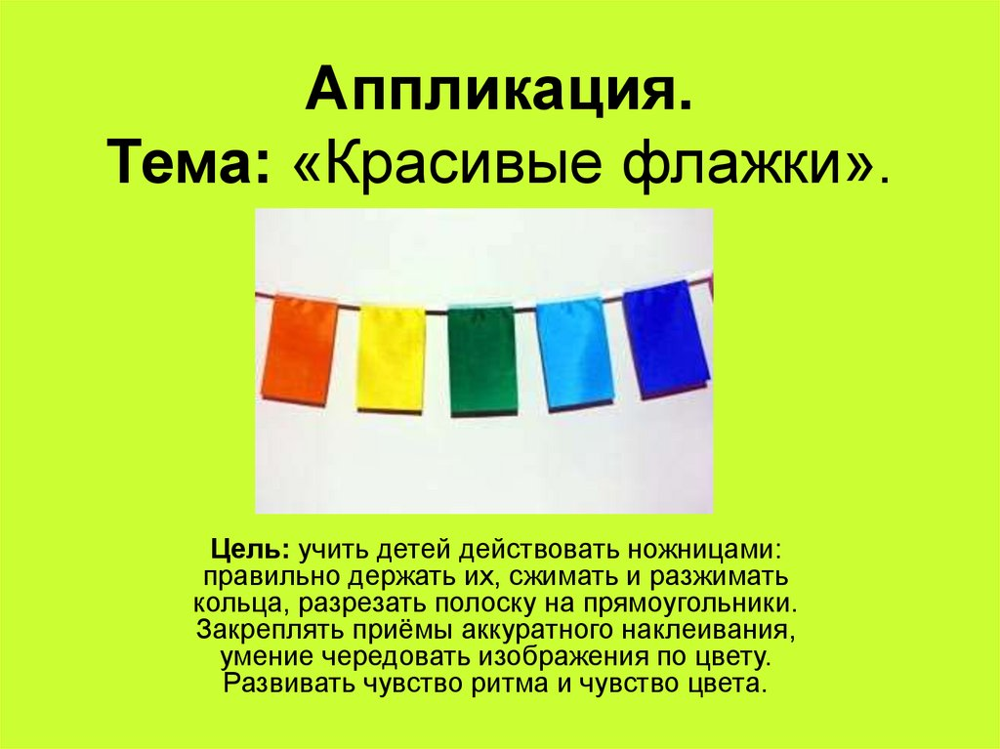 Аппликация.
Тема: «Красивые флажки».
Цель: учить детей действовать ножницами:
правильно держать их, сжимать и разжимать
кольца, разрезать полоску на прямоугольники.
Закреплять приёмы аккуратного наклеивания,
умение чередовать изображения по цвету.
Развивать чувство ритма и чувство цвета.